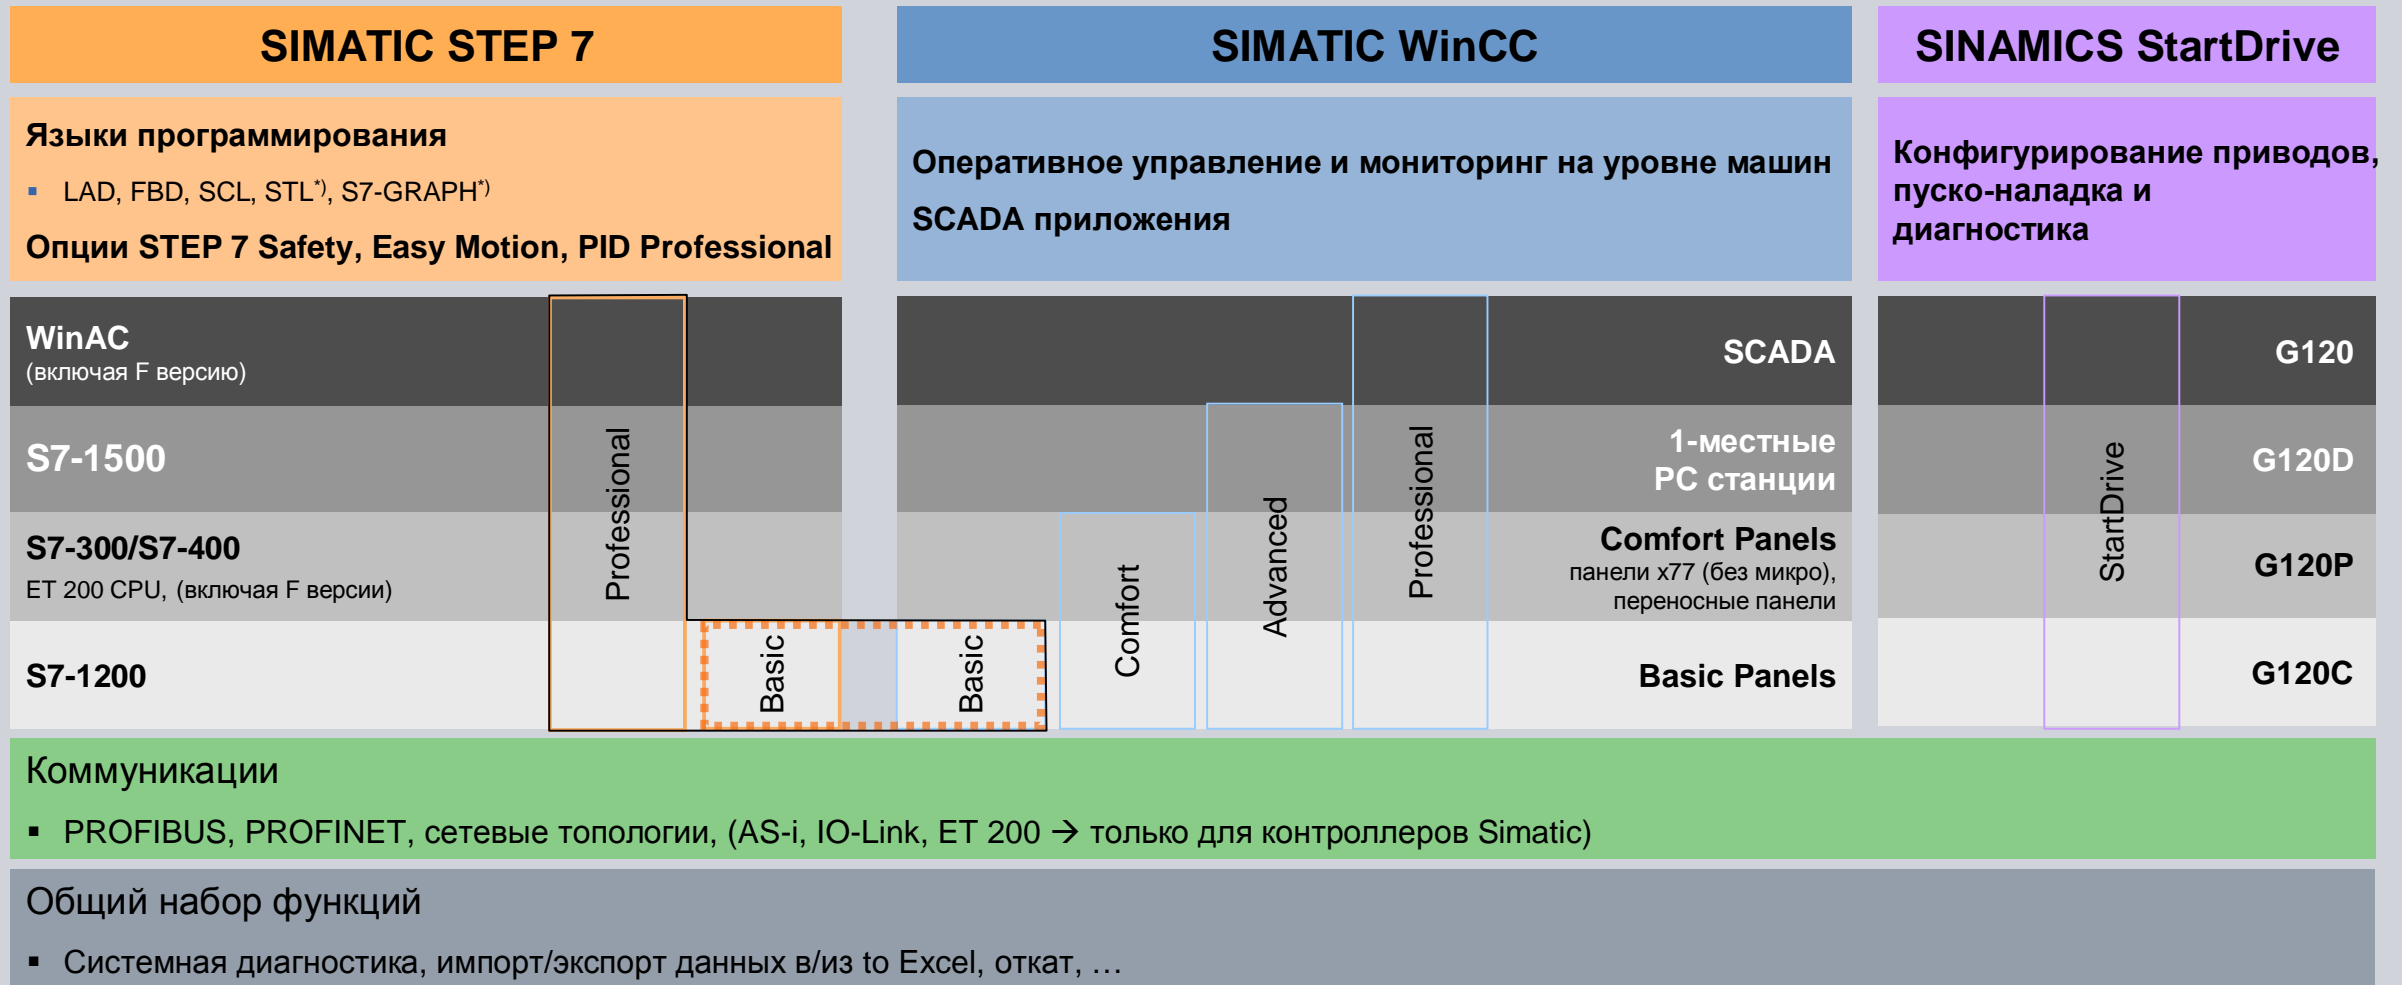 SIMATIC STEP 7
Языки программирования
▪ LAD, FBD, SCL, STL*), S7-GRAPH*)
Опции STEP 7 Safety, Easy Motion, PID Professional
SIMATIC WinCC
Оперативное управление и мониторинг на уровне машин
SCADA приложения
SINAMICS StartDrive
Конфигурирование приводов,
пуско-наладка и
диагностика
WinAC
(включая F версию)
S7-1500
S7-300/S7-400
ET 200 CPU, (включая F версии)
S7-1200
Professional
Basic
Basic
Comfort
Advanced
Professional
SCADA
1-местные
PC станции
Comfort Panels
панели x77 (без микро),
переносные панели
Basic Panels
StartDrive
G120
G120D
G120P
G120C
Коммуникации
▪ PROFIBUS, PROFINET, сетевые топологии, (AS-i, IO-Link, ET 200 → только для контроллеров Simatic)
Общий набор функций
▪ Системная диагностика, импорт/экспорт данных в/из to Excel, откат, …